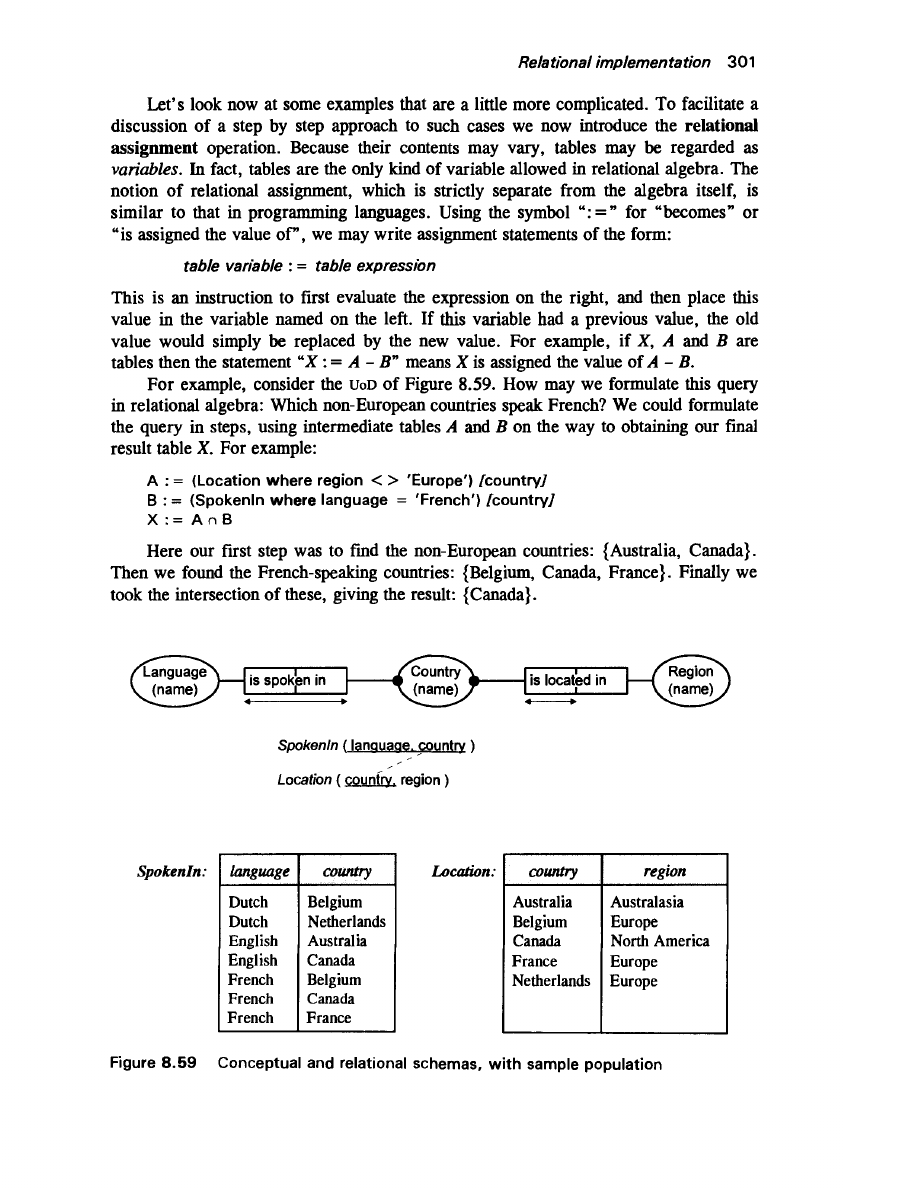 Relational implementation 301
Let's look now at some examples that are a little more complicated. To facilitate a
discussion of a step by step approach to such cases we now introduce the relational
assignment operation. Because their contents may vary, tables may be regarded as
variables. In fact, tables are the only kind of variable allowed in relational algebra. The
notion of relational assignment, which is strictly separate from the algebra itself, is
similar to that in programming languages. Using the symbol “:=” for “becomes” or
“is assigned the value of”, we may write assignment statements of the form:
table variable := table expression
This is an instruction to first evaluate the expression on the right, and then place this
value in the variable named on the left. If this variable had a previous value, the old
value would simply be replaced by the new value. For example, if X, A and B are
tables then the statement “X := A – B” means X is assigned the value of A – B.
For example, consider the UoD of Figure 8.59. How may we formulate this query
in relational algebra: Which non-European countries speak French? We could formulate
the query in steps, using intermediate tables A and B on the way to obtaining our final
result table X. For example:
A := (Location where region <> 'Europe') [country]
B := (SpokenIn where language = 'French') [country]
X := A ∩ B
Here our first step was to find the non-European countries: {Australia, Canada}.
Then we found the French-speaking countries: {Belgium, Canada, France}. Finally we
took the intersection of these, giving the result: {Canada}.
Language (name) is spoken in Country (name) is located in Region (name)
SpokenIn ( language, country )
Location ( country, region )
SpokenIn: language country Location: country region
Dutch Belgium Australia Australasia
Dutch Netherlands Belgium Europe
English Australia Canada North America
English Canada France Europe
French Belgium Netherlands Europe
French Canada
French France
Figure 8.59 Conceptual and relational schemas, with sample population